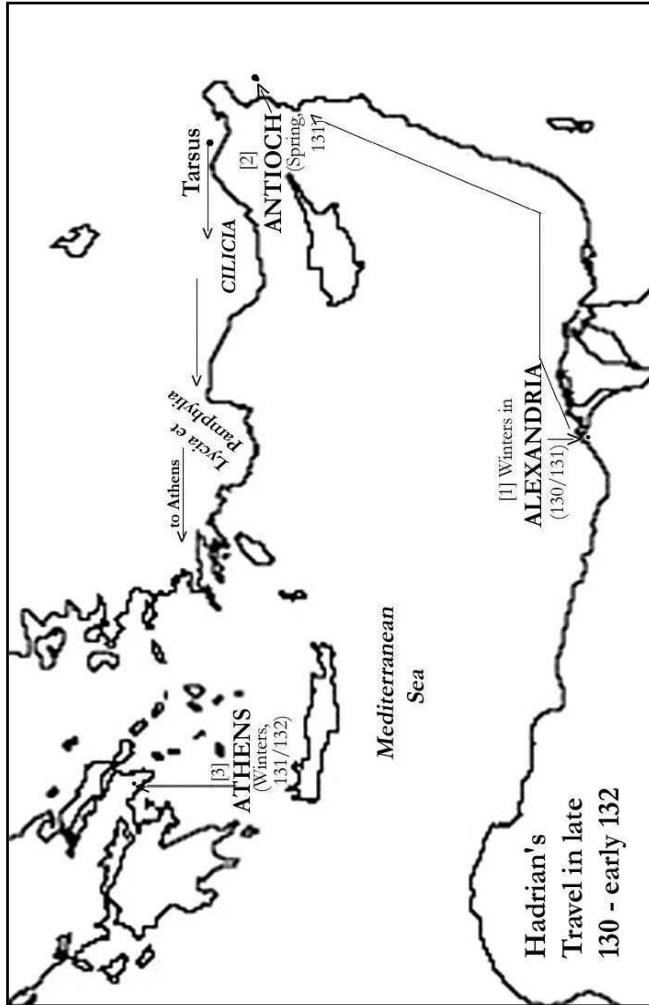 Hadrian's
Travel in late
130 - early 132
[1] Winters in
ALEXANDRIA
(130/131)
[2]
ANTIOCH
(Spring,
131)
Tarsus
CILICIA
Lycia et
Pamphylia
to Athens
[3]
ATHENS
(Winters,
131/132)
Mediterranean
Sea